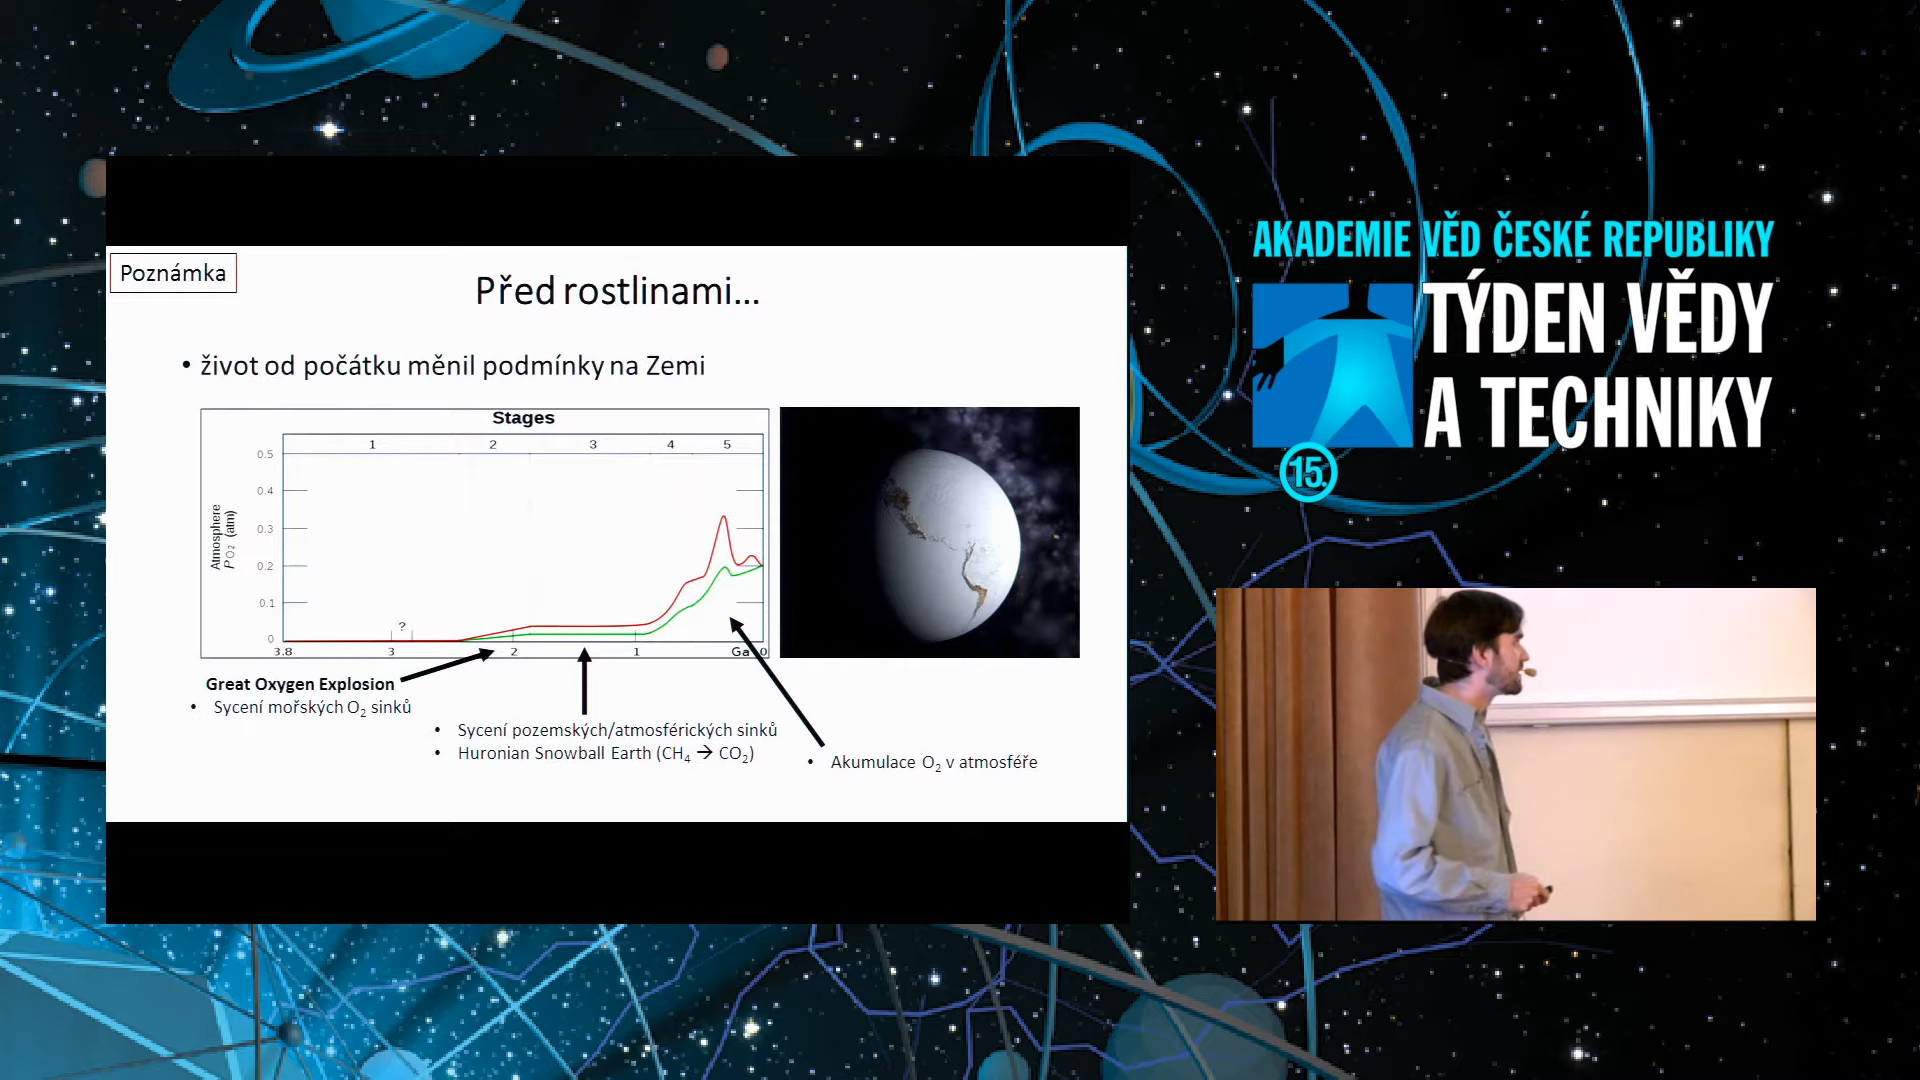 Poznámka
Před rostlinami...
• život od počátku měnil podmínky na Zemi
Stages
1 2 3 4 5
0.5
0.4
0.3
0.2
0.1
0
Atmosphere
P O2 (atm)
?
3.8 3 2 1 Ga 0
Great Oxygen Explosion
• Sycení mořských O2 sinků
• Sycení pozemských/atmosférických sinků
• Huronian Snowball Earth (CH4 → CO2)
• Akumulace O2 v atmosféře
AKADEMIE VĚD ČESKÉ REPUBLIKY
TÝDEN VĚDY
A TECHNIKY
15.